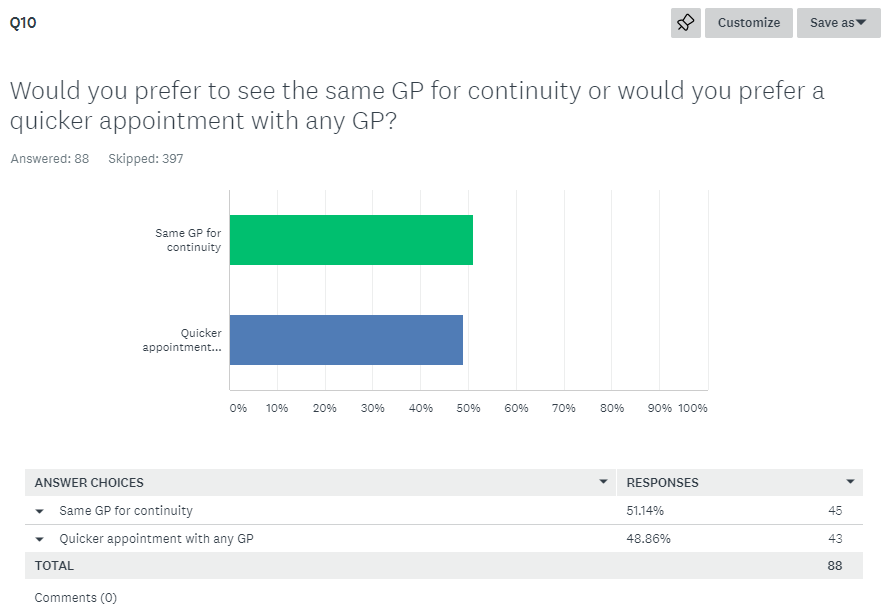 Q10
Customize
Save as
Would you prefer to see the same GP for continuity or would you prefer a
quicker appointment with any GP?
Answered: 88 Skipped: 397
Same GP for
continuity
Quicker
appointment...
0% 10% 20% 30% 40% 50% 60% 70% 80% 90% 100%
ANSWER CHOICES RESPONSES
Same GP for continuity 51.14% 45
Quicker appointment with any GP 48.86% 43
TOTAL 88
Comments (0)